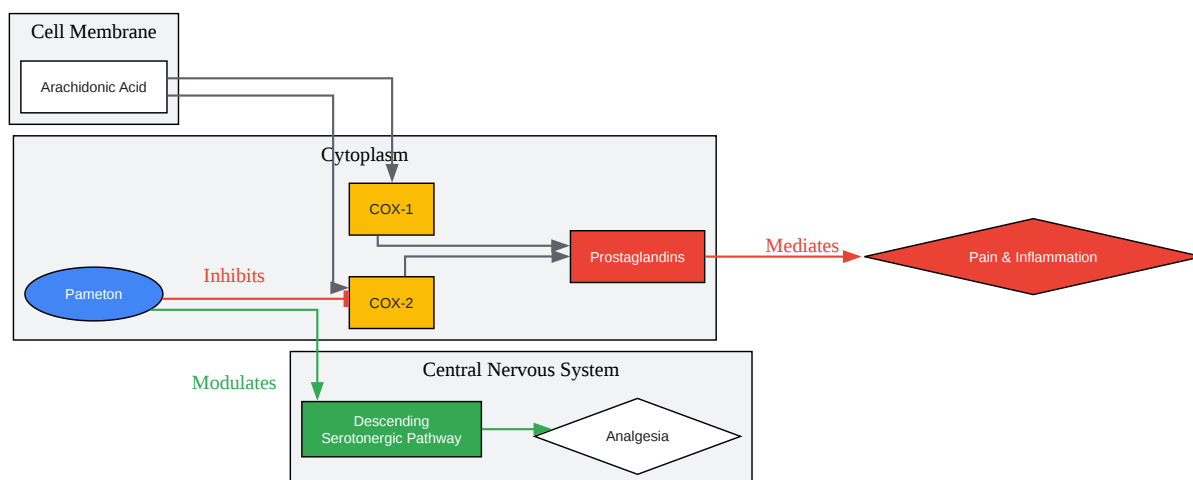 Cell Membrane
Arachidonic Acid
Cytoplasm
COX-1
Prostaglandins
Mediates
Pain & Inflammation
Inhibits
Pameton
COX-2
Modulates
Central Nervous System
Descending
Serotonergic Pathway
Analgesia